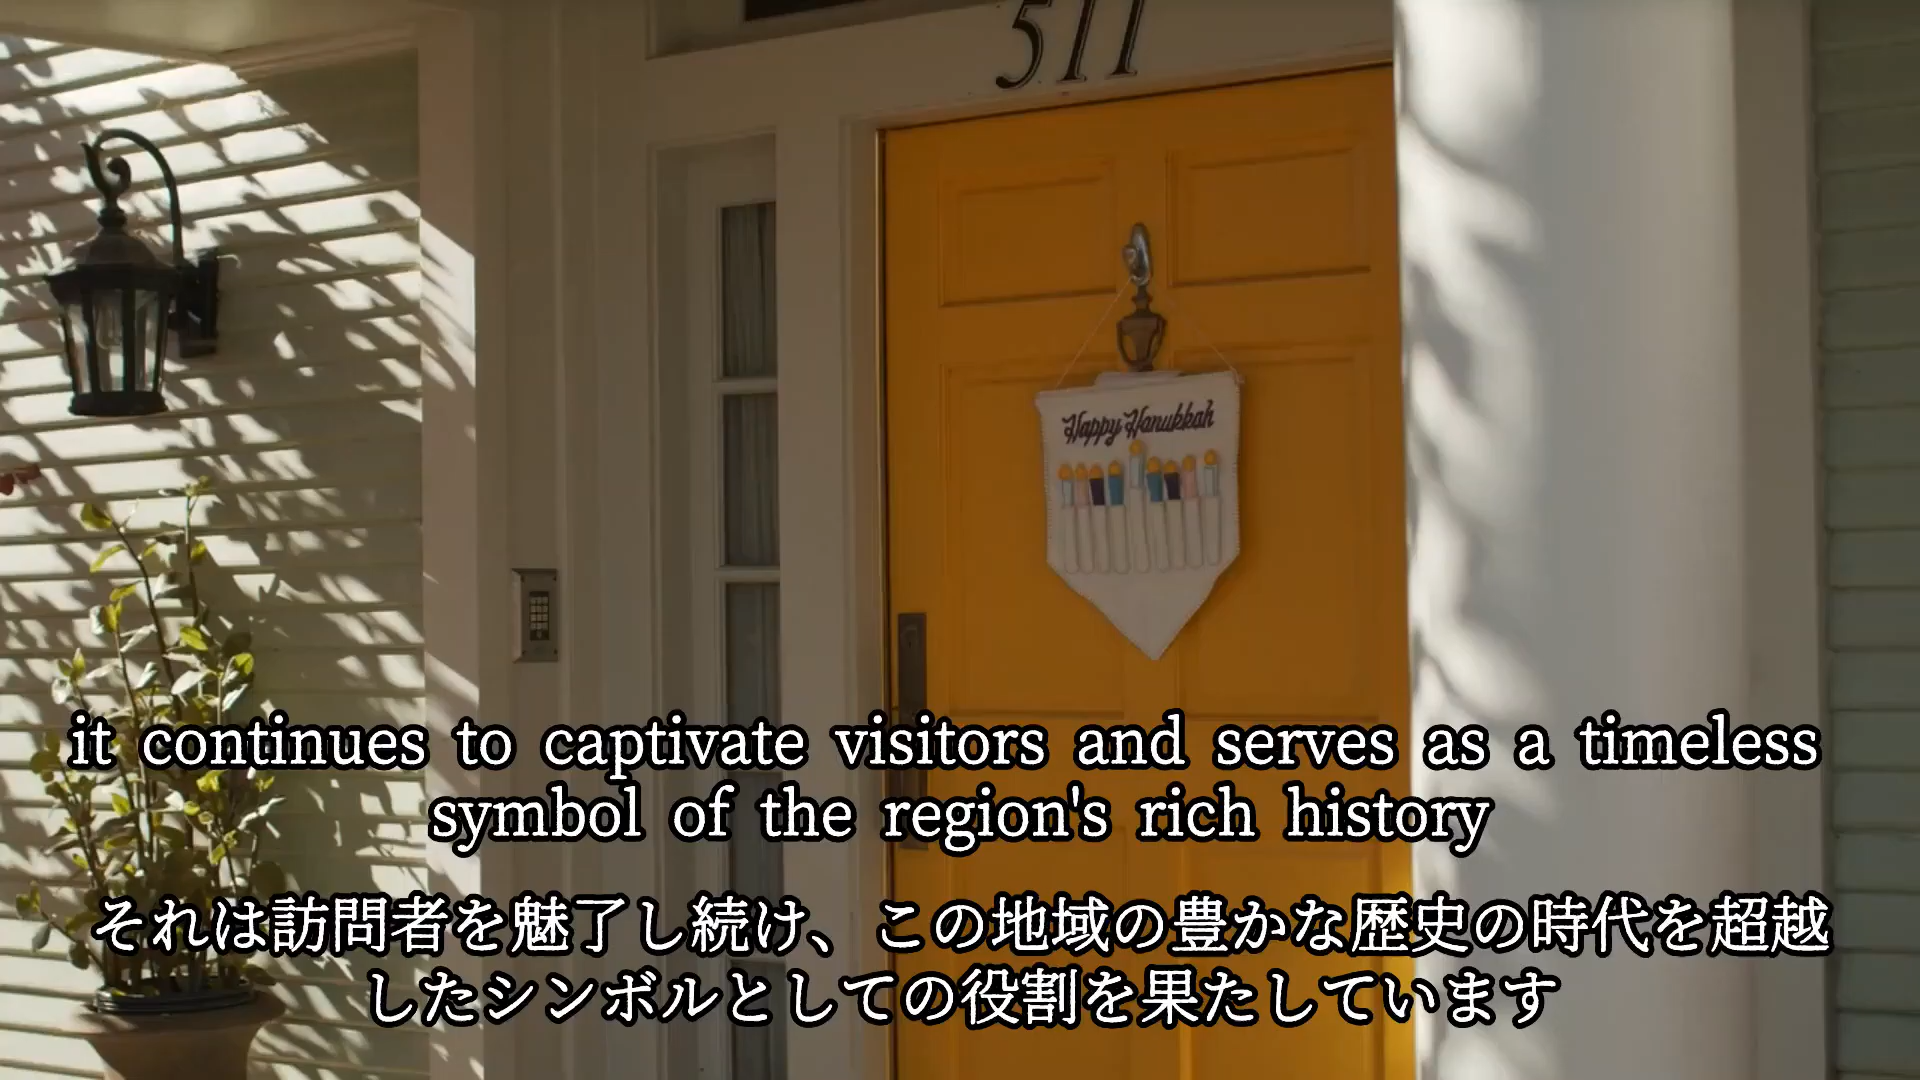 511
Happy Hanukkah
it continues to captivate visitors and serves as a timeless
symbol of the region's rich history
それは訪問者を魅了し続け、この地域の豊かな歴史の時代を超越
したシンボルとしての役割を果たしています